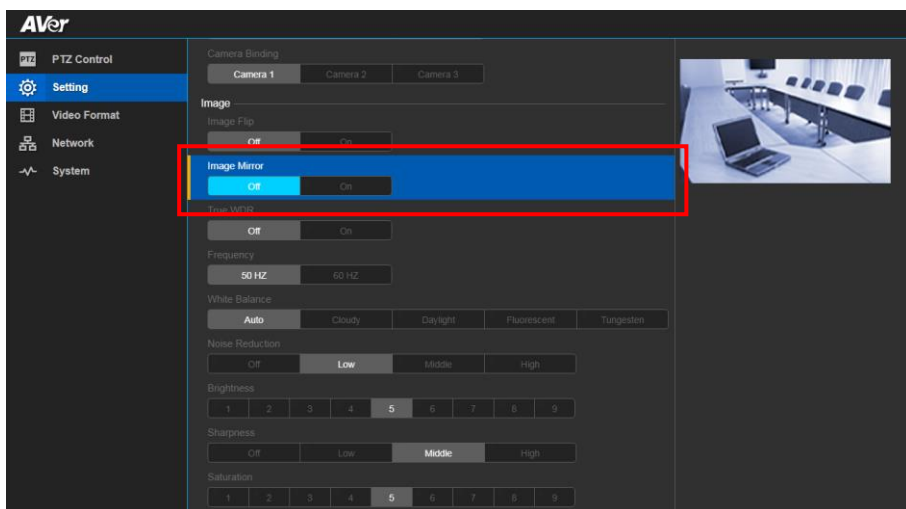 AVer
PTZ PTZ Control
Setting
Video Format
Network
System
Camera Binding
Camera 1 Camera 2 Camera 3
Image
Image Flip
Off On
Image Mirror
Off On
True WDR
Off On
Frequency
50 HZ 60 HZ
White Balance
Auto Cloudy Daylight Fluorescent Tungesten
Noise Reduction
Off Low Middle High
Brightness
1 2 3 4 5 6 7 8 9
Sharpness
Off Low Middle High
Saturation
1 2 3 4 5 6 7 8 9